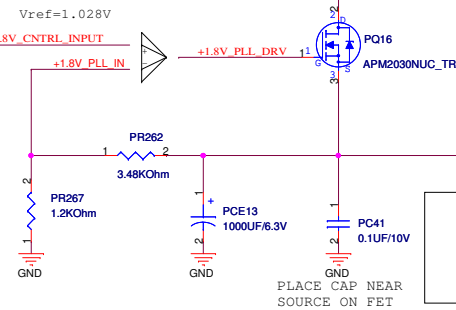 Vref=1.028V
.8V_CNTRL_INPUT
+1.8V_PLL_IN
+
-
+1.8V_PLL_DRV
1
G
2
D
S
3
3
PQ16
APM2030NUC_TR
PR262
1
2
3.48KOhm
2
PR267
1.2KOhm
1
GND
1
+
PCE13
1000UF/6.3V
2
GND
1
PC41
0.1UF/10V
2
GND
PLACE CAP NEAR
SOURCE ON FET